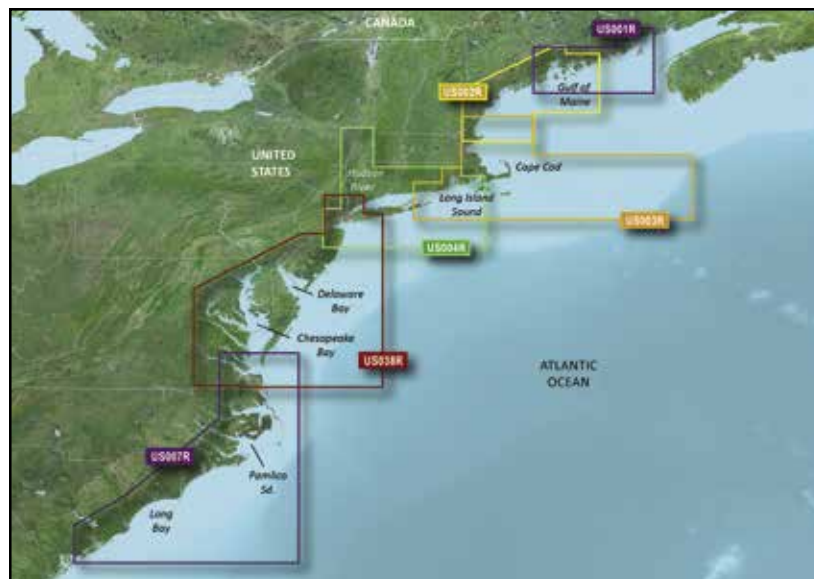 CANADA
US001R
US002R
Gulf of
Maine
UNITED
STATES
Hudson
River
Cape Cod
Long Island
Sound
US003R
US004R
Delaware
Bay
Chesapeake
Bay
US038R
ATLANTIC
OCEAN
US007R
Pamlico
Sd.
Long
Bay